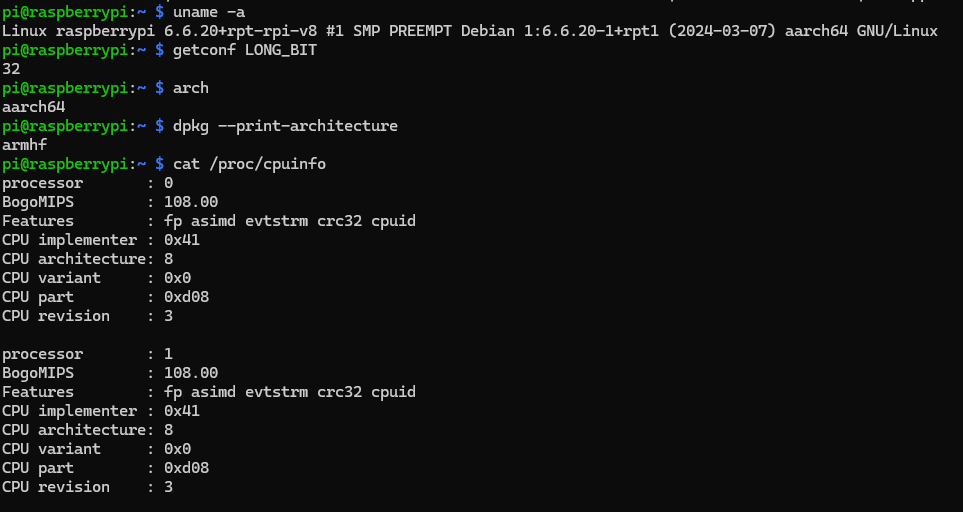 pi@raspberrypi:~ $ uname -a
Linux raspberrypi 6.6.20+rpt-rpi-v8 #1 SMP PREEMPT Debian 1:6.6.20-1+rpt1 (2024-03-07) aarch64 GNU/Linux
pi@raspberrypi:~ $ getconf LONG_BIT
32
pi@raspberrypi:~ $ arch
aarch64
pi@raspberrypi:~ $ dpkg --print-architecture
armhf
pi@raspberrypi:~ $ cat /proc/cpuinfo
processor       : 0
BogoMIPS        : 108.00
Features        : fp asimd evtstrm crc32 cpuid
CPU implementer : 0x41
CPU architecture: 8
CPU variant     : 0x0
CPU part        : 0xd08
CPU revision    : 3

processor       : 1
BogoMIPS        : 108.00
Features        : fp asimd evtstrm crc32 cpuid
CPU implementer : 0x41
CPU architecture: 8
CPU variant     : 0x0
CPU part        : 0xd08
CPU revision    : 3